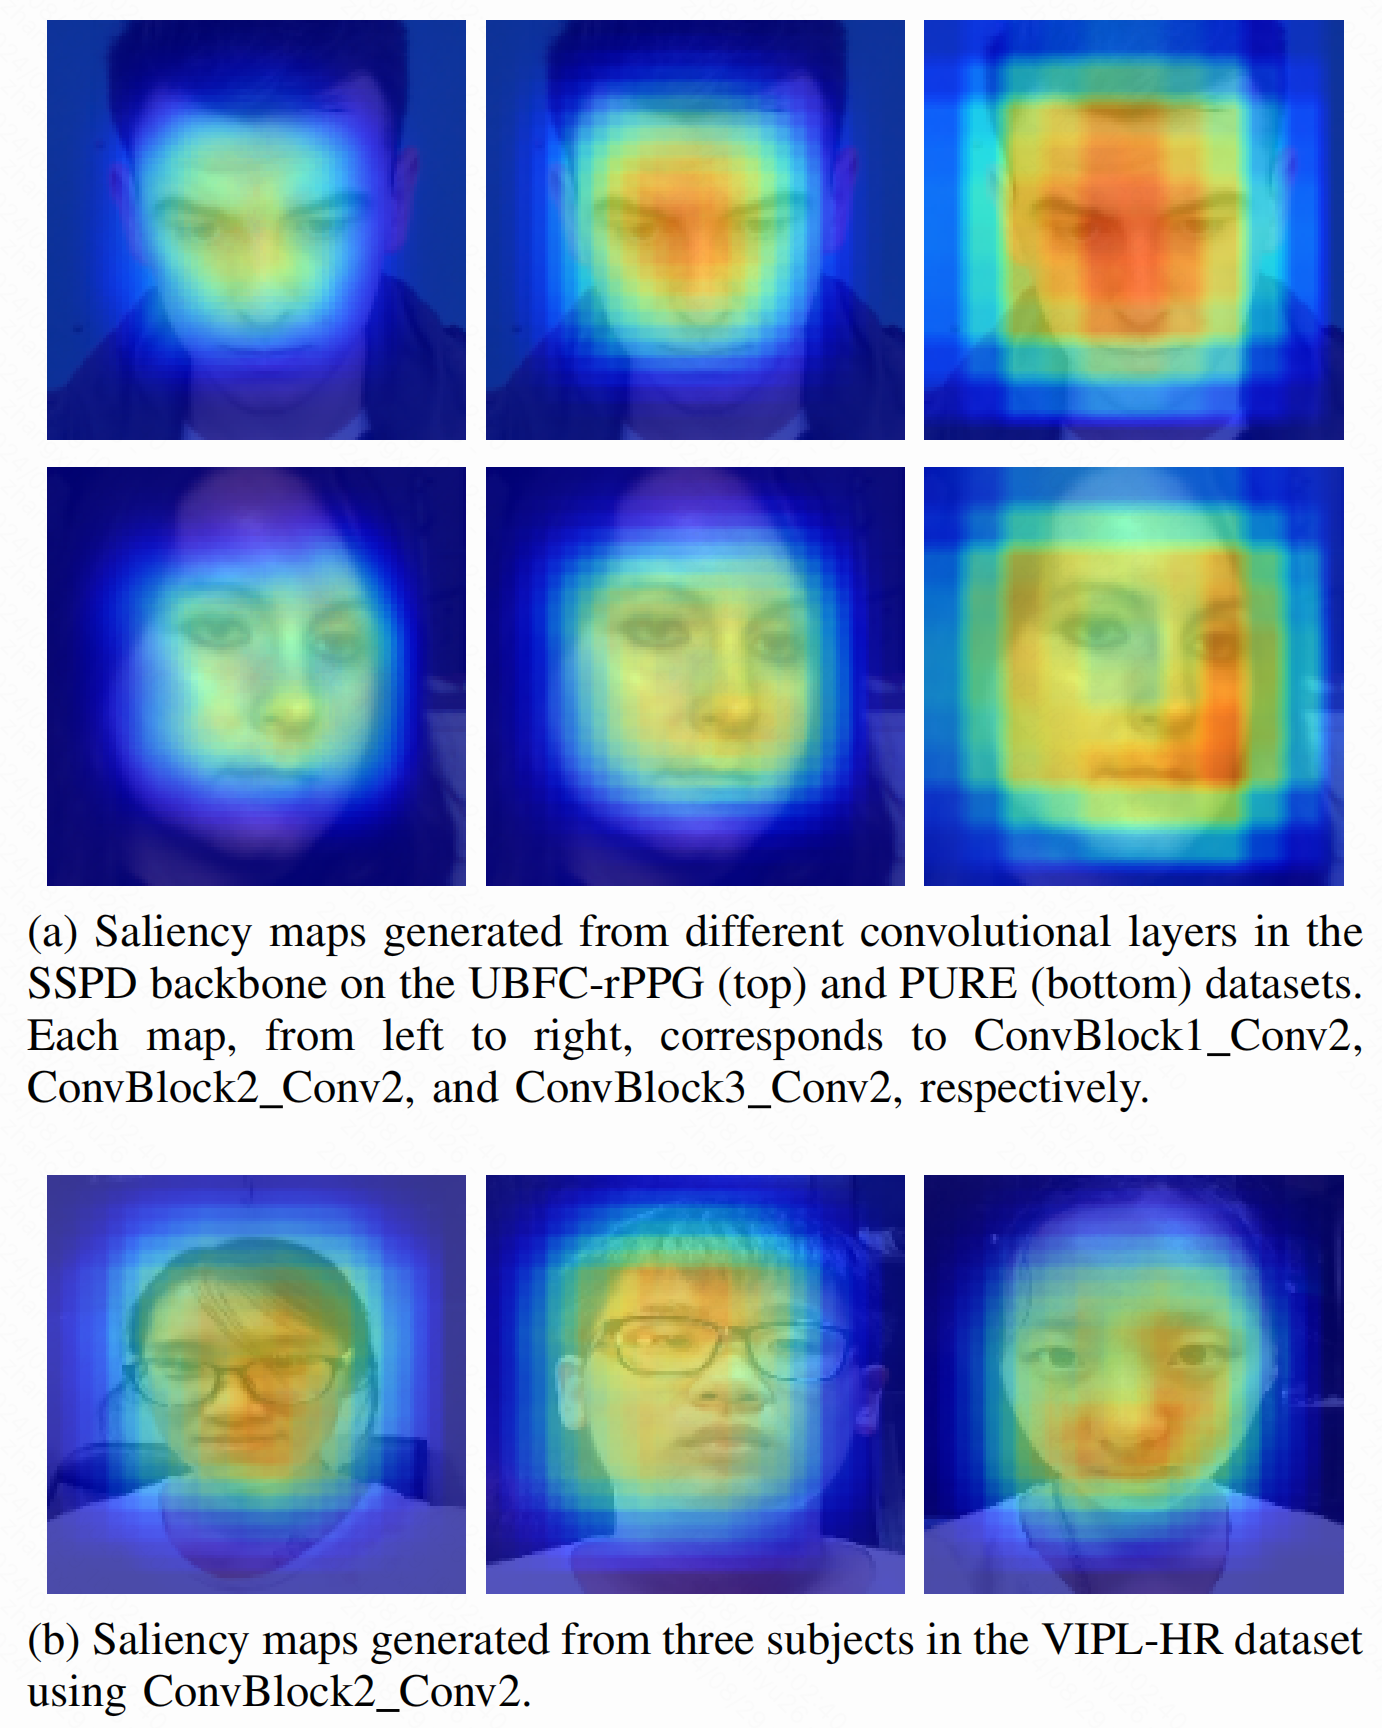 (a) Saliency maps generated from different convolutional layers in the
SSPD backbone on the UBFC-rPPG (top) and PURE (bottom) datasets.
Each map, from left to right, corresponds to ConvBlock1_Conv2,
ConvBlock2_Conv2, and ConvBlock3_Conv2, respectively.
(b) Saliency maps generated from three subjects in the VIPL-HR dataset
using ConvBlock2_Conv2.